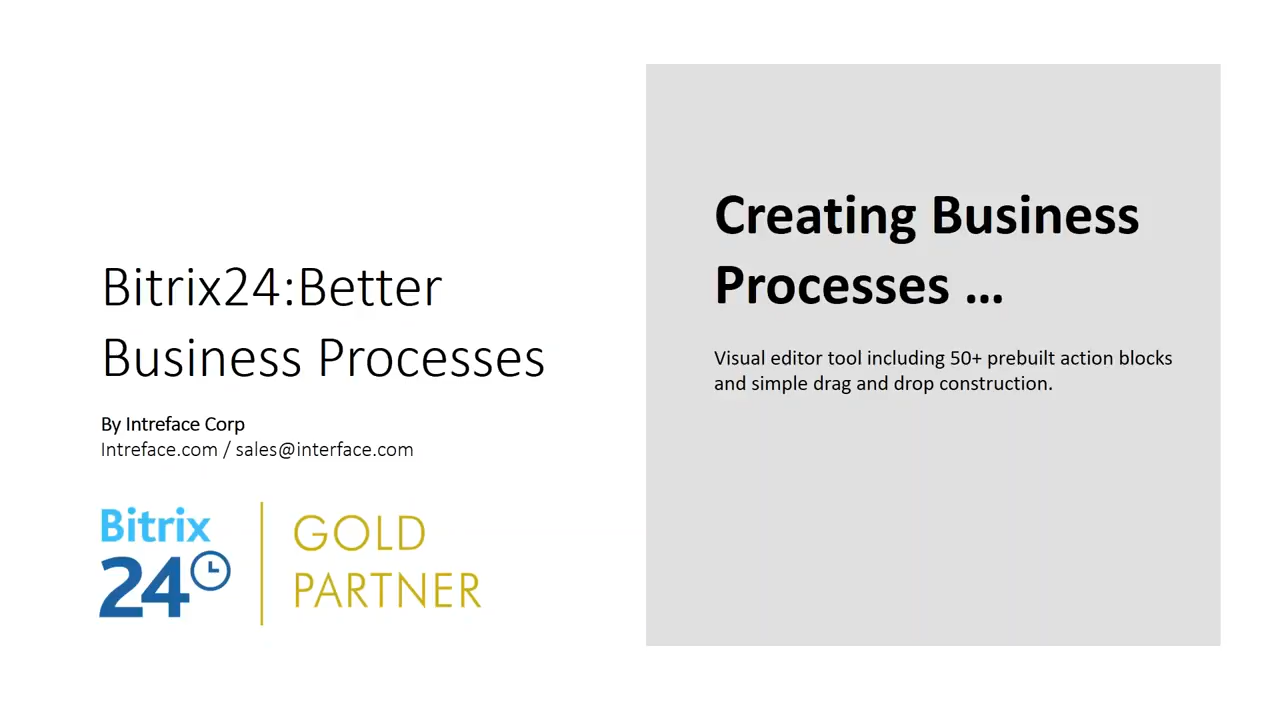 Bitrix24:Better
Business Processes
By Intreface Corp
Intreface.com / sales@interface.com
Bitrix
24
GOLD
PARTNER
Creating Business
Processes ...
Visual editor tool including 50+ prebuilt action blocks
and simple drag and drop construction.